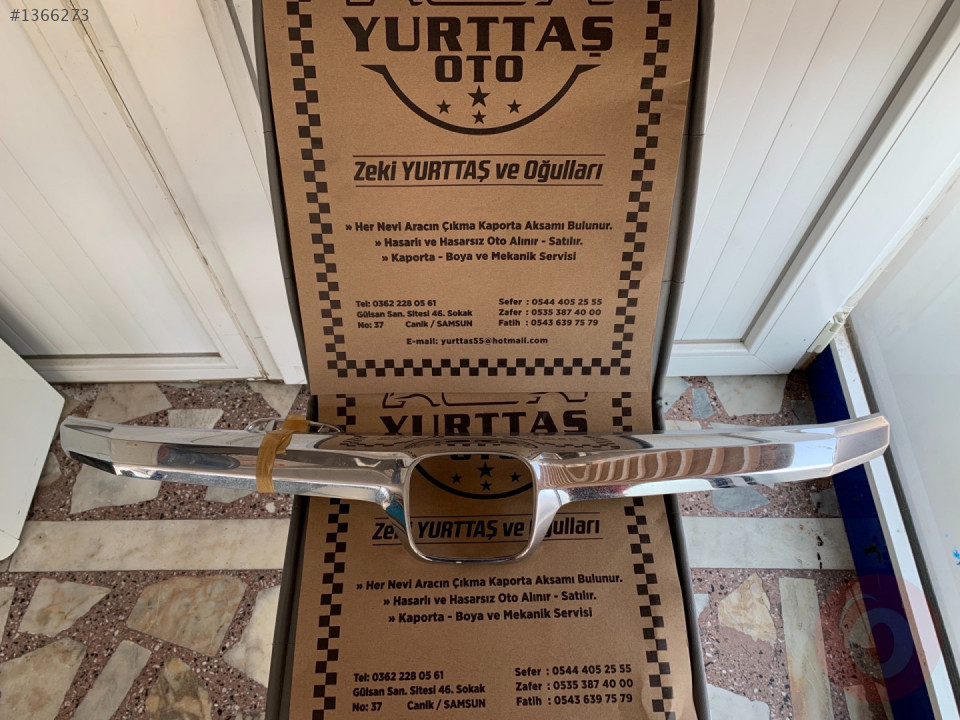 #1366273
YURTTAŞ
OTO
Zeki YURTTAŞ ve Oğulları
» Her Nevi Aracın Çıkma Kaporta Aksamı Bulunur.
» Hasarlı ve Hasarsız Oto Alınır - Satılır.
» Kaporta - Boya ve Mekanik Servisi
Tel: 0362 228 05 61
Gülsan San. Sitesi 46. Sokak
No: 37 Canik / SAMSUN
Sefer : 0544 405 25 55
Zafer : 0535 387 40 00
Fatih : 0543 639 75 79
E-mail: yurttas55@hotmail.com
YURTTAŞ
OTO
Zeki YURTTAŞ ve Oğulları
» Her Nevi Aracın Çıkma Kaporta Aksamı Bulunur.
» Hasarlı ve Hasarsız Oto Alınır - Satılır.
» Kaporta - Boya ve Mekanik Servisi
Tel: 0362 228 05 61
Gülsan San. Sitesi 46. Sokak
No: 37 Canik / SAMSUN
Sefer : 0544 405 25 55
Zafer : 0535 387 40 00
Fatih : 0543 639 75 79